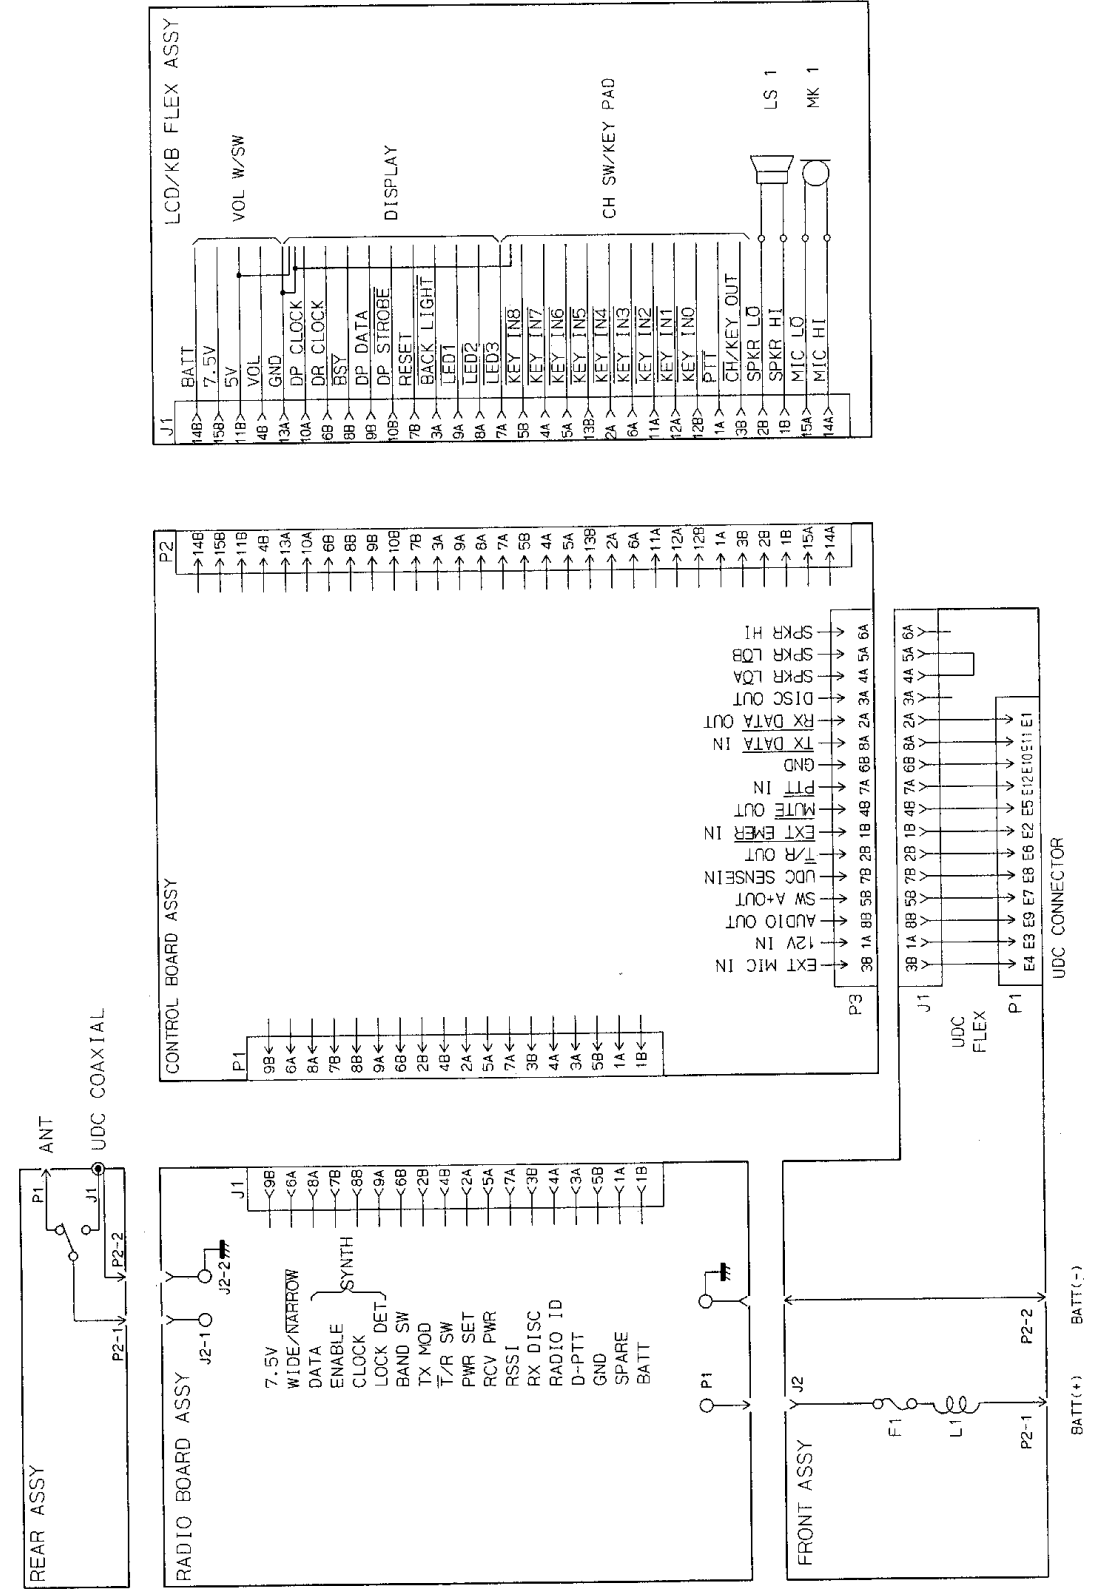 REAR ASSY
P1
ANT
J1
UDC COAXIAL
P2-1
P2-2
RADIO BOARD ASSY
J2-1
J2-2
J1
7.5V <9B
WIDE/NARROW <6A
DATA <8A
ENABLE <7B
CLOCK <8B
LOCK DET <9A
SYNTH
BAND SW <6B
TX MOD <2B
T/R SW <4B
PWR SET <2A
RCV PWR <5A
RSSI <7A
RX DISC <3B
RADIO ID <4A
D-PTT <3A
GND <5B
SPARE <1A
BATT <1B
P1
FRONT ASSY
J2
F1
L1
P2-1
P2-2
BATT(+)
BATT(-)
CONTROL BOARD ASSY
P1
9B
6A
8A
7B
8B
9A
6B
2B
4B
2A
5A
7A
3B
4A
3A
5B
1A
1B
P2
14B
15B
11B
4B
13A
10A
6B
8B
9B
10B
7B
3A
9A
8A
7A
5B
4A
5A
13B
2A
6A
11A
12A
12B
1A
3B
2B
1B
15A
14A
P3
EXT MIC IN 3B
12V IN 1A
AUDIO OUT 8B
SW A+OUT 5B
UDC SENSEIN 7B
T/R OUT 2B
EXT EMER IN 1B
MUTE OUT 4B
PTT IN 7A
GND 6B
TX DATA IN 8A
RX DATA OUT 2A
DISC OUT 3A
SPKR LOA 4A
SPKR LOB 5A
SPKR HI 6A
J1
3B 1A 8B 5B 7B 2B 1B 4B 7A 6B 8A 2A 3A 4A 5A 6A
UDC
FLEX
P1
E4 E3 E9 E7 E8 E6 E2 E5 E12 E10 E11 E1
UDC CONNECTOR
LCD/KB FLEX ASSY
J1
14B> BATT
15B> 7.5V
11B> 5V
4B> VOL
13A> GND
10A> DP CLOCK
6B> DR CLOCK
8B> BSY
9B> DP DATA
10B> DP STROBE
7B> RESET
3A> BACK LIGHT
9A> LED1
8A> LED2
7A> LED3
5B> KEY IN8
4A> KEY IN7
5A> KEY IN6
13B> KEY IN5
2A> KEY IN4
6A> KEY IN3
11A> KEY IN2
12A> KEY IN1
12B> KEY IN0
1A> PTT
3B> CH/KEY OUT
2B> SPKR LO
1B> SPKR HI
15A> MIC LO
14A> MIC HI
VOL W/SW
DISPLAY
CH SW/KEY PAD
LS 1
MK 1